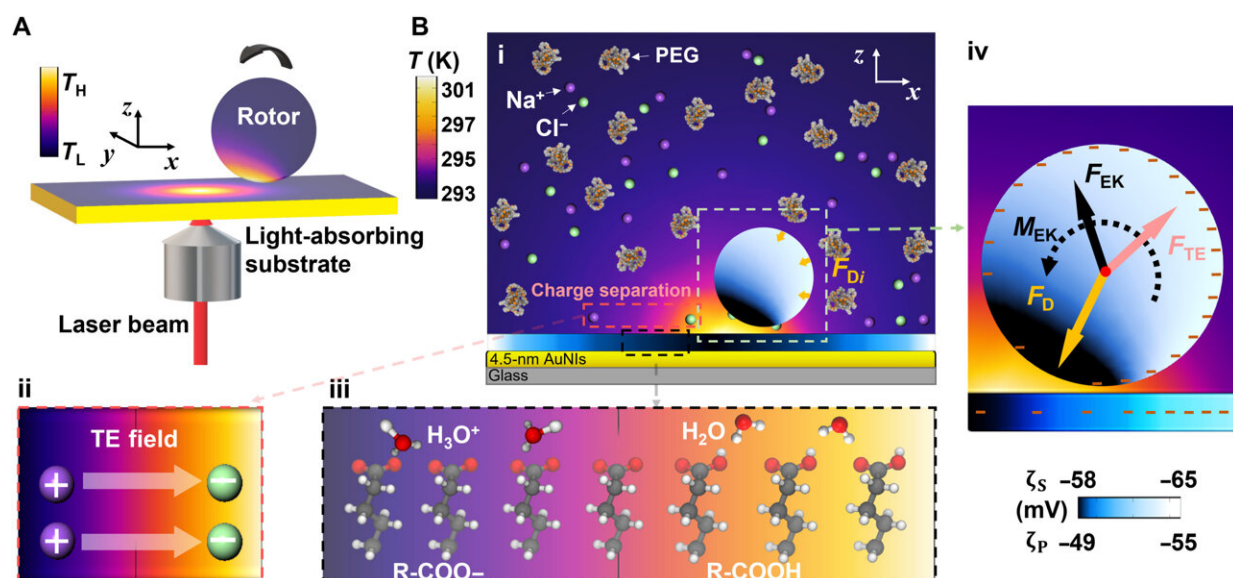 A
T_H
T_L
z
y
x
Rotor
Light-absorbing
substrate
Laser beam
B
T (K)
301
297
295
293
i
PEG
Na⁺
Cl⁻
z
x
F_Di
Charge separation
4.5-nm AuNIs
Glass
ii
TE field
+
−
+
−
iii
H₃O⁺
H₂O
R-COO−
R-COOH
iv
F_EK
M_EK
F_TE
F_D
ζ_S −58 −65
(mV)
ζ_P −49 −55